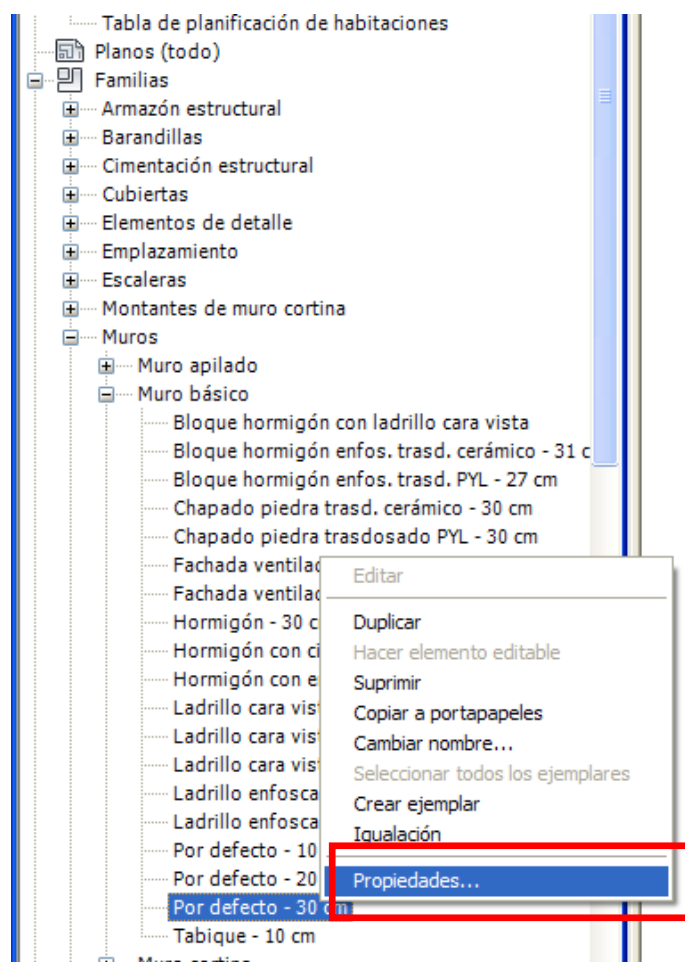 Tabla de planificación de habitaciones
Planos (todo)
Familias
Armazón estructural
Barandillas
Cimentación estructural
Cubiertas
Elementos de detalle
Emplazamiento
Escaleras
Montantes de muro cortina
Muros
Muro apilado
Muro básico
Bloque hormigón con ladrillo cara vista
Bloque hormigón enfos. trasd. cerámico - 31 c
Bloque hormigón enfos. trasd. PYL - 27 cm
Chapado piedra trasd. cerámico - 30 cm
Chapado piedra trasdosado PYL - 30 cm
Fachada ventilad
Fachada ventilad
Hormigón - 30 c
Hormigón con ci
Hormigón con e
Ladrillo cara vis
Ladrillo cara vis
Ladrillo cara vis
Ladrillo enfosca
Ladrillo enfosca
Por defecto - 10
Por defecto - 20
Por defecto - 30 cm
Tabique - 10 cm
Muro cortina
Editar
Duplicar
Hacer elemento editable
Suprimir
Copiar a portapapeles
Cambiar nombre...
Seleccionar todos los ejemplares
Crear ejemplar
Igualación
Propiedades...